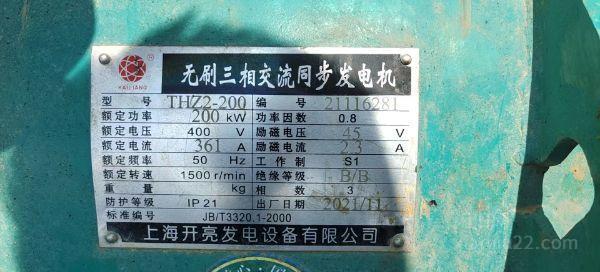 KAILIANG
无刷三相交流同步发电机
型号 THZ2-200 编号 21116281
额定功率 200 kW 功率因数 0.8
额定电压 400 V 励磁电压 45 V
额定电流 361 A 励磁电流 2.3 A
额定频率 50 Hz 工作制 S1
额定转速 1500 r/min 绝缘等级 B/B
重量 kg 相数 3
防护等级 IP 21 出厂日期 2021/11
标准编号 JB/T3320.1-2000
上海开亮发电设备有限公司